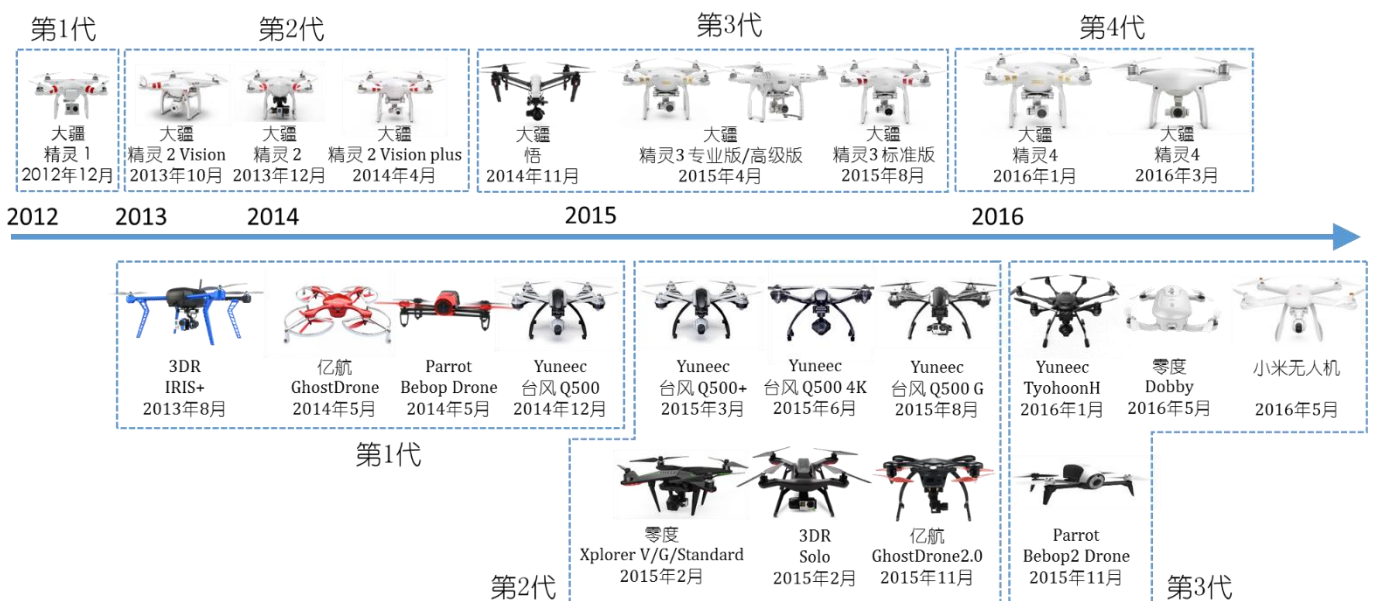 第1代
第2代
第3代
第4代
大疆
精灵 1
2012年12月
大疆
精灵 2 Vision
2013年10月
大疆
精灵 2
2013年12月
大疆
精灵 2 Vision plus
2014年4月
大疆
悟
2014年11月
大疆
精灵3 专业版/高级版
2015年4月
大疆
精灵3 标准版
2015年8月
大疆
精灵4
2016年1月
大疆
精灵4
2016年3月
2012
2013
2014
2015
2016
3DR
IRIS+
2013年8月
亿航
GhostDrone
2014年5月
Parrot
Bebop Drone
2014年5月
Yuneec
台风 Q500
2014年12月
Yuneec
台风 Q500+
2015年3月
Yuneec
台风 Q500 4K
2015年6月
Yuneec
台风 Q500 G
2015年8月
Yuneec
TyohoonH
2016年1月
零度
Dobby
2016年5月
小米无人机
2016年5月
第1代
零度
Xplorer V/G/Standard
2015年2月
3DR
Solo
2015年2月
亿航
GhostDrone2.0
2015年11月
Parrot
Bebop2 Drone
2015年11月
第2代
第3代